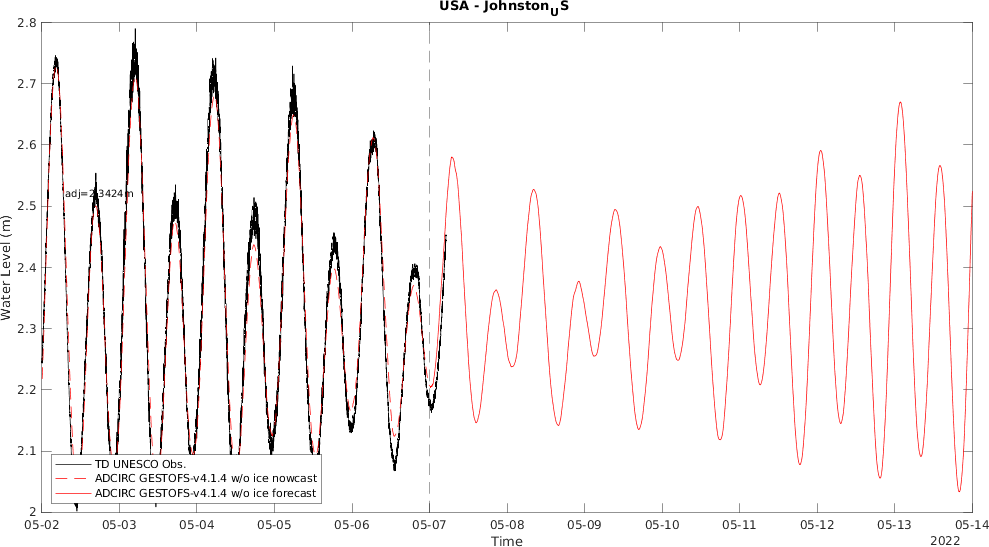 USA - Johnston_US
2.8
2.7
2.6
2.5
2.4
2.3
2.2
2.1
2
Water Level (m)
adj=2.3424m
TD UNESCO Obs.
ADCIRC GESTOFS-v4.1.4 w/o ice nowcast
ADCIRC GESTOFS-v4.1.4 w/o ice forecast
05-02 05-03 05-04 05-05 05-06 05-07 05-08 05-09 05-10 05-11 05-12 05-13 05-14
Time
2022